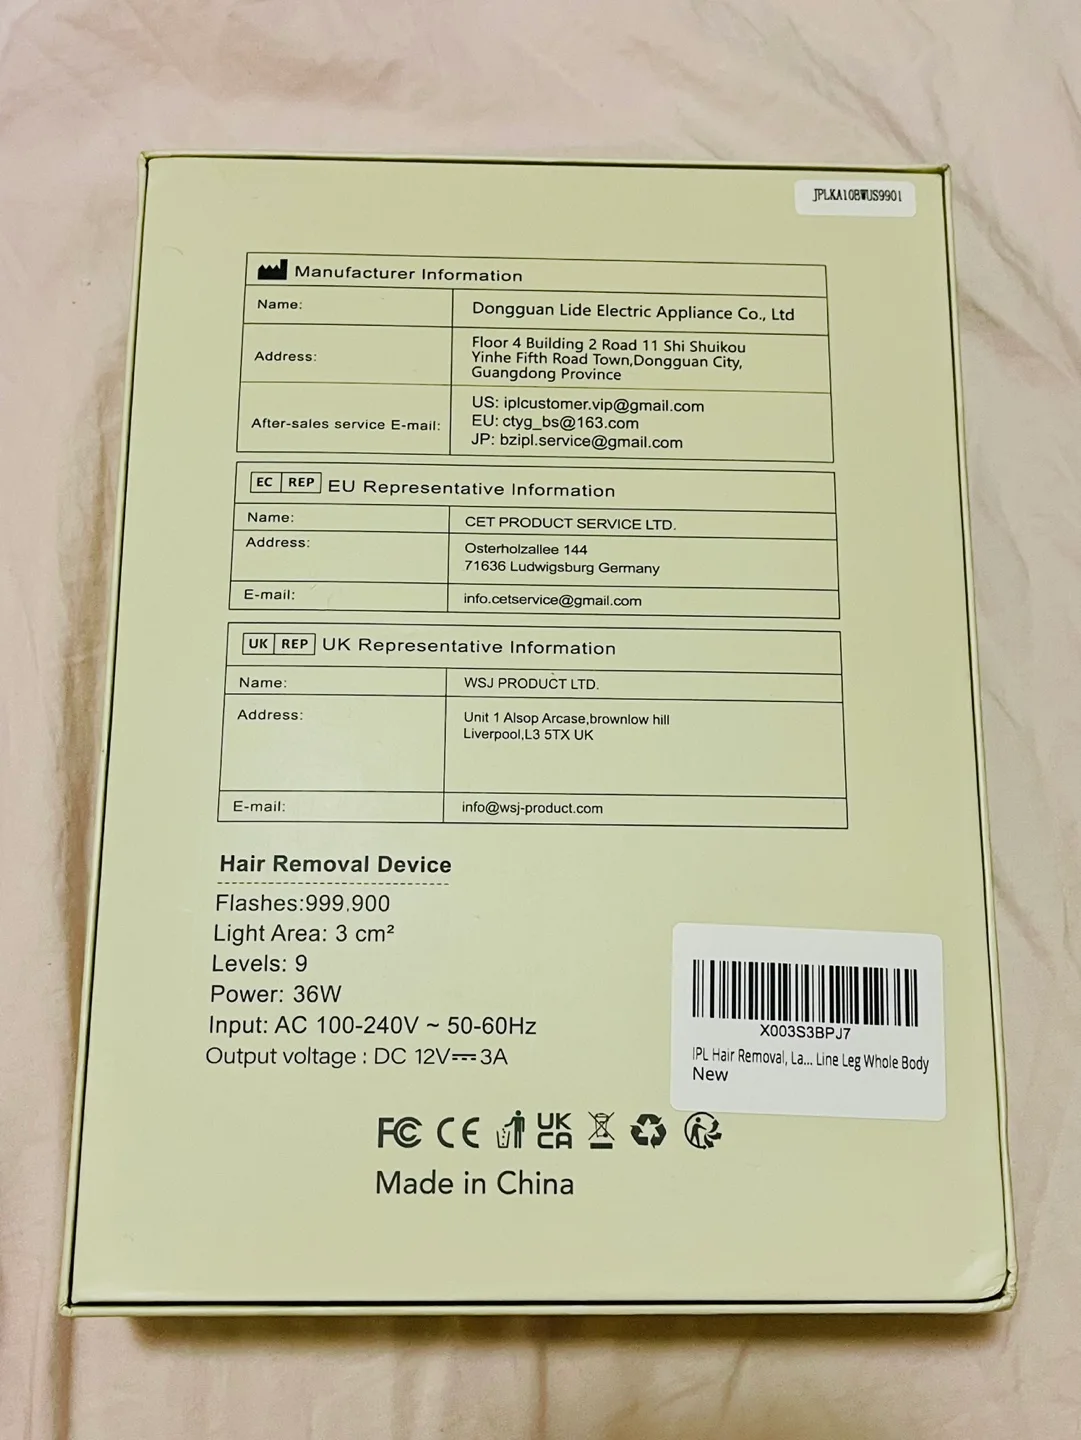 JPLKA10BWUS9901
Manufacturer Information
Name: Dongguan Lide Electric Appliance Co., Ltd
Address: Floor 4 Building 2 Road 11 Shi Shuikou
Yinhe Fifth Road Town,Dongguan City,
Guangdong Province
After-sales service E-mail: US: iplcustomer.vip@gmail.com
EU: ctyg_bs@163.com
JP: bzipl.service@gmail.com
EC REP EU Representative Information
Name: CET PRODUCT SERVICE LTD.
Address: Osterholzallee 144
71636 Ludwigsburg Germany
E-mail: info.cetservice@gmail.com
UK REP UK Representative Information
Name: WSJ PRODUCT LTD.
Address: Unit 1 Alsop Arcase,brownlow hill
Liverpool,L3 5TX UK
E-mail: info@wsj-product.com
Hair Removal Device
Flashes:999.900
Light Area: 3 cm²
Levels: 9
Power: 36W
Input: AC 100-240V ~ 50-60Hz
Output voltage : DC 12V⎓3A
X003S3BPJ7
IPL Hair Removal, La... Line Leg Whole Body
New
FC CE UK
CA
Made in China